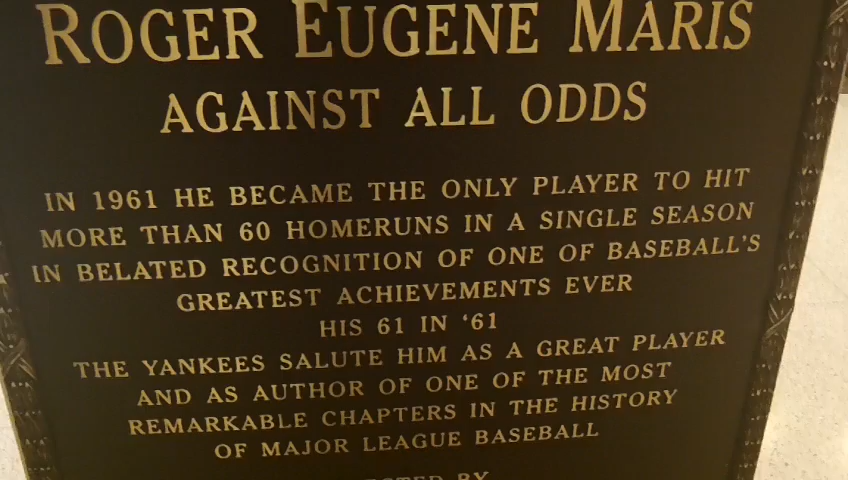 ROGER EUGENE MARIS
AGAINST ALL ODDS
IN 1961 HE BECAME THE ONLY PLAYER TO HIT
MORE THAN 60 HOMERUNS IN A SINGLE SEASON
IN BELATED RECOGNITION OF ONE OF BASEBALL'S
GREATEST ACHIEVEMENTS EVER
HIS 61 IN '61
THE YANKEES SALUTE HIM AS A GREAT PLAYER
AND AS AUTHOR OF ONE OF THE MOST
REMARKABLE CHAPTERS IN THE HISTORY
OF MAJOR LEAGUE BASEBALL
BY